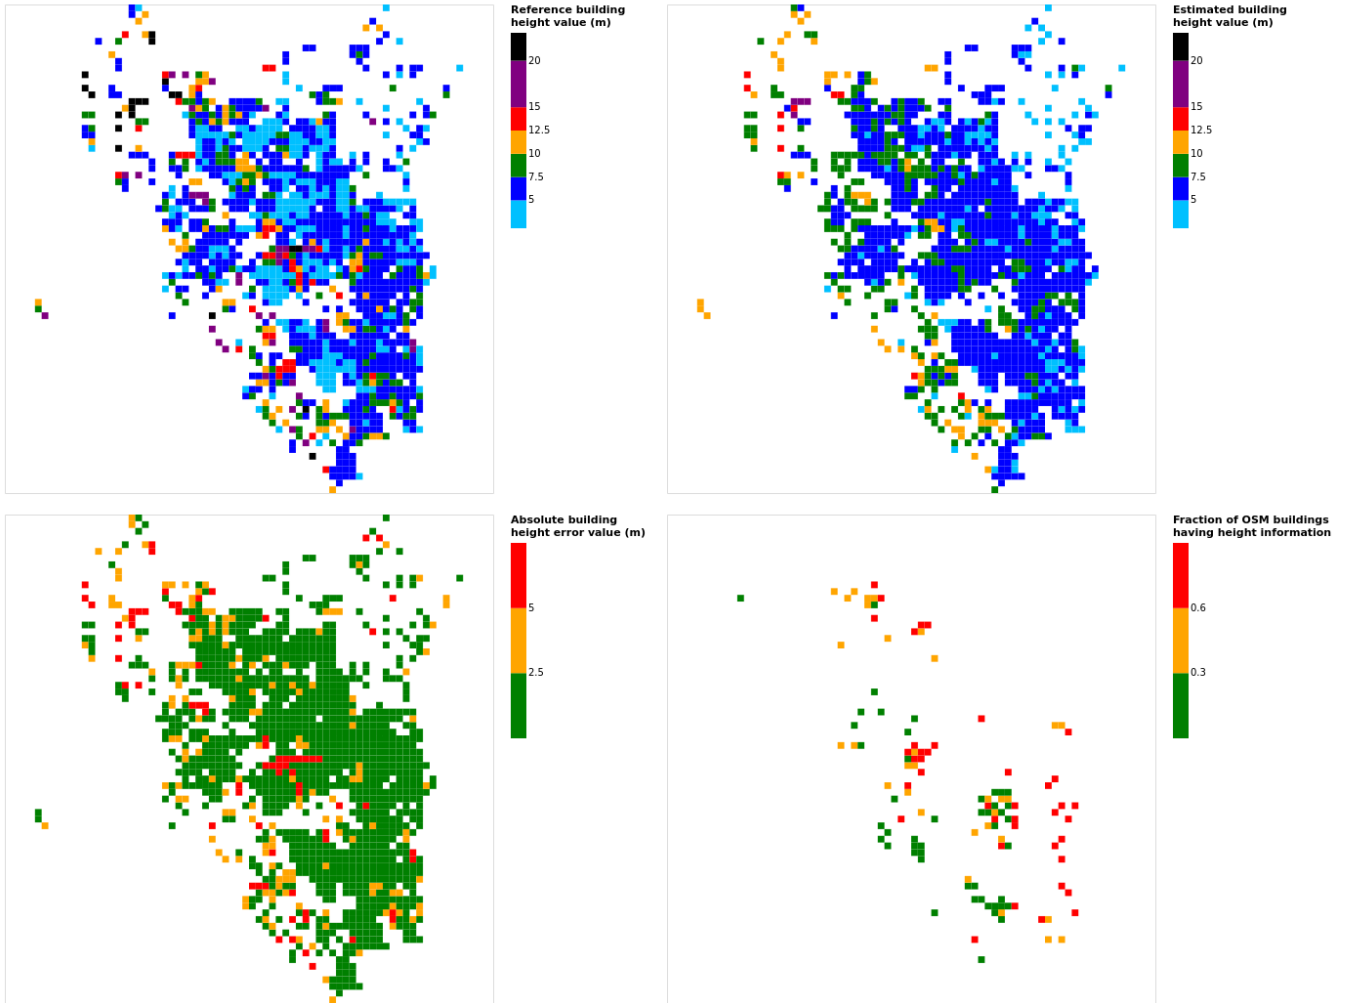 Reference building
height value (m)
20
15
12.5
10
7.5
5
Estimated building
height value (m)
20
15
12.5
10
7.5
5
Absolute building
height error value (m)
5
2.5
Fraction of OSM buildings
having height information
0.6
0.3